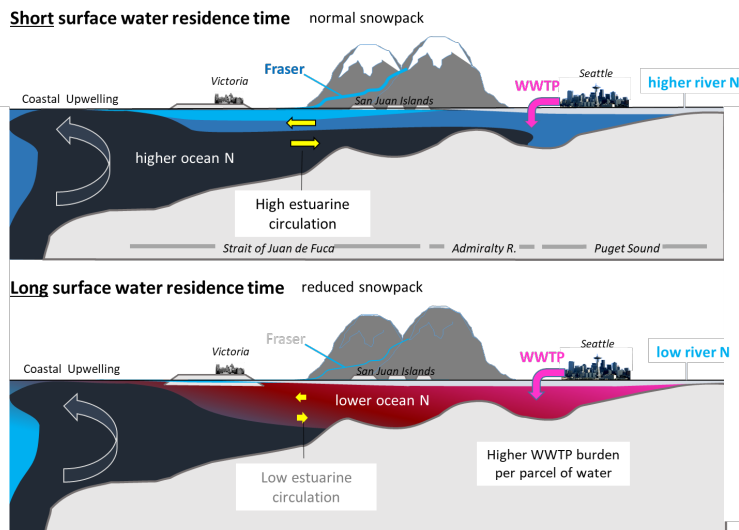 Short surface water residence time normal snowpack
Fraser
Seattle
WWTP
higher river N
Victoria
Coastal Upwelling
San Juan Islands
higher ocean N
High estuarine
circulation
Strait of Juan de Fuca
Admiralty R.
Puget Sound
Long surface water residence time reduced snowpack
Fraser
Seattle
WWTP
low river N
Victoria
Coastal Upwelling
San Juan Islands
lower ocean N
Higher WWTP burden
per parcel of water
Low estuarine
circulation